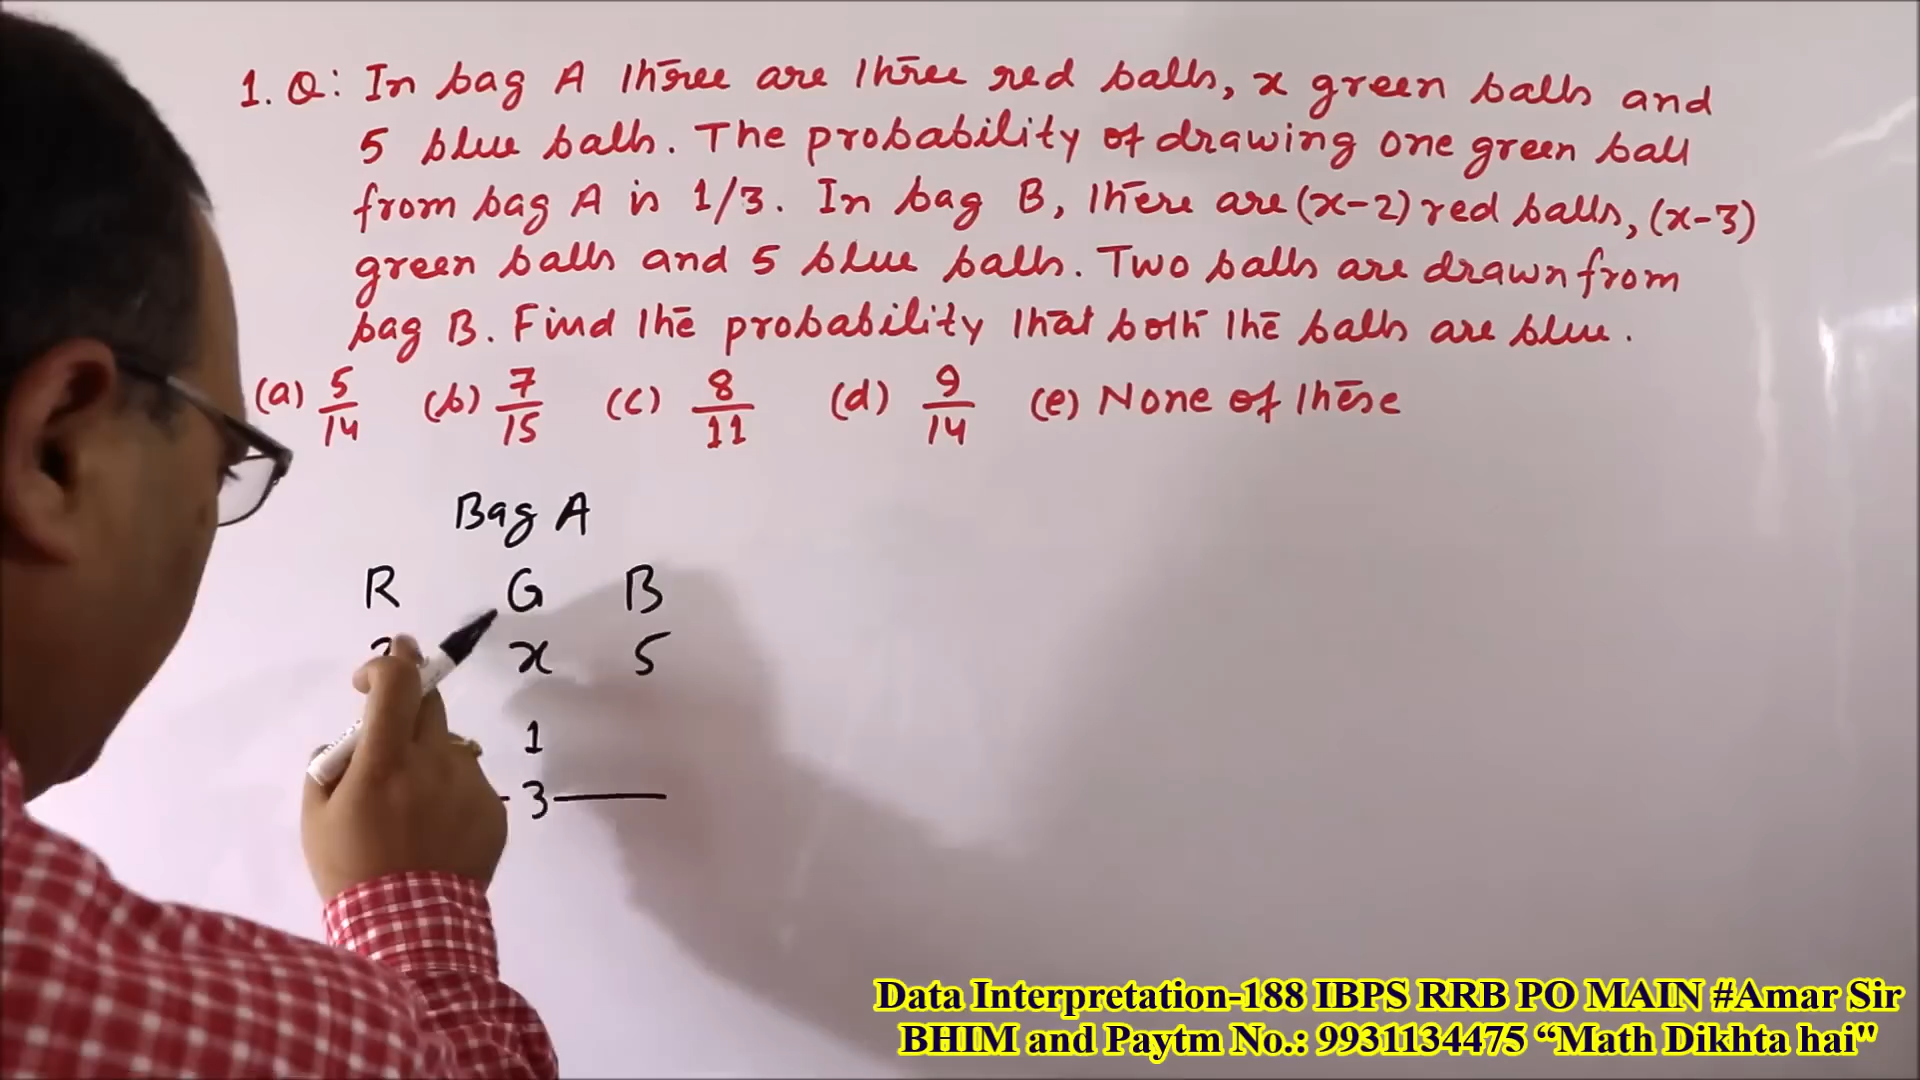 1. Q: In bag A there are three red balls, x green balls and
5 blue balls. The probability of drawing one green ball
from bag A is 1/3. In bag B, there are (x-2) red balls, (x-3)
green balls and 5 blue balls. Two balls are drawn from
bag B. Find the probability that both the balls are blue.
(a) 5/14 (b) 7/15 (c) 8/11 (d) 9/14 (e) None of these
Bag A
R G B
x 5
1
3
Data Interpretation-188 IBPS RRB PO MAIN #Amar Sir
BHIM and Paytm No.: 9931134475 “Math Dikhta hai"